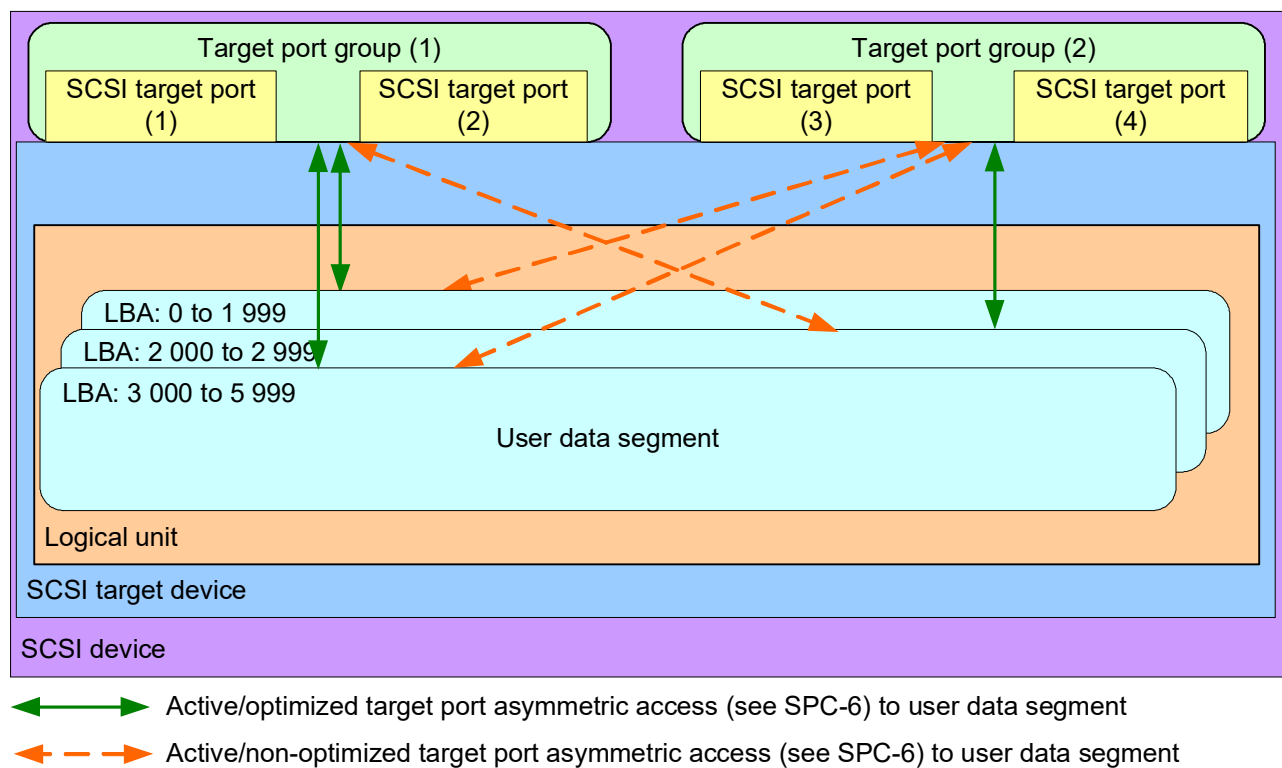 Target port group (1)
Target port group (2)
SCSI target port
(1)
SCSI target port
(2)
SCSI target port
(3)
SCSI target port
(4)
LBA: 0 to 1 999
LBA: 2 000 to 2 999
LBA: 3 000 to 5 999
User data segment
Logical unit
SCSI target device
SCSI device
Active/optimized target port asymmetric access (see SPC-6) to user data segment
Active/non-optimized target port asymmetric access (see SPC-6) to user data segment